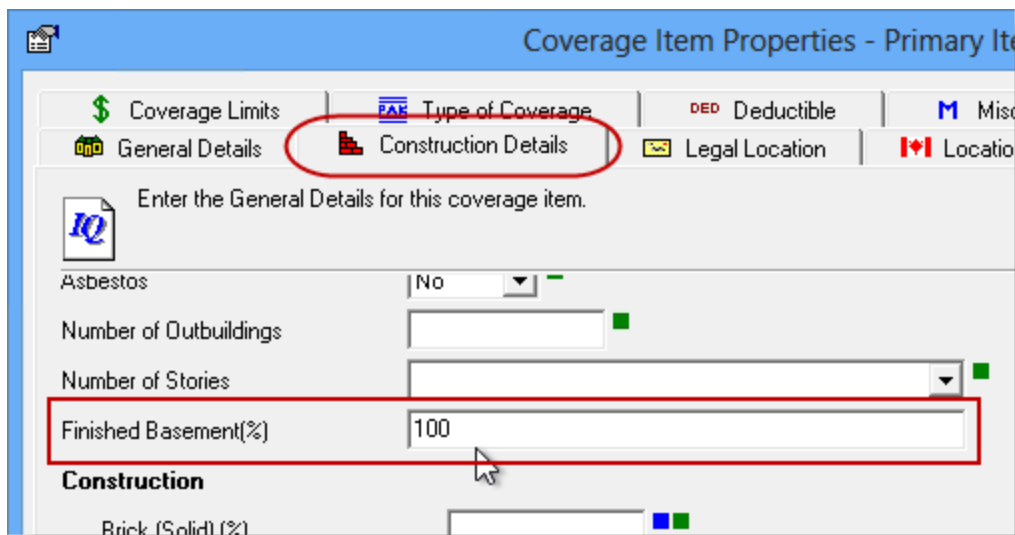 Coverage Item Properties - Primary Ite
Coverage Limits
PAK Type of Coverage
DED Deductible
M Misc
General Details
Construction Details
Legal Location
Locatio
Enter the General Details for this coverage item.
IQ
Asbestos No
Number of Outbuildings
Number of Stories
Finished Basement(%) 100
Construction
Brick (Solid) (%)